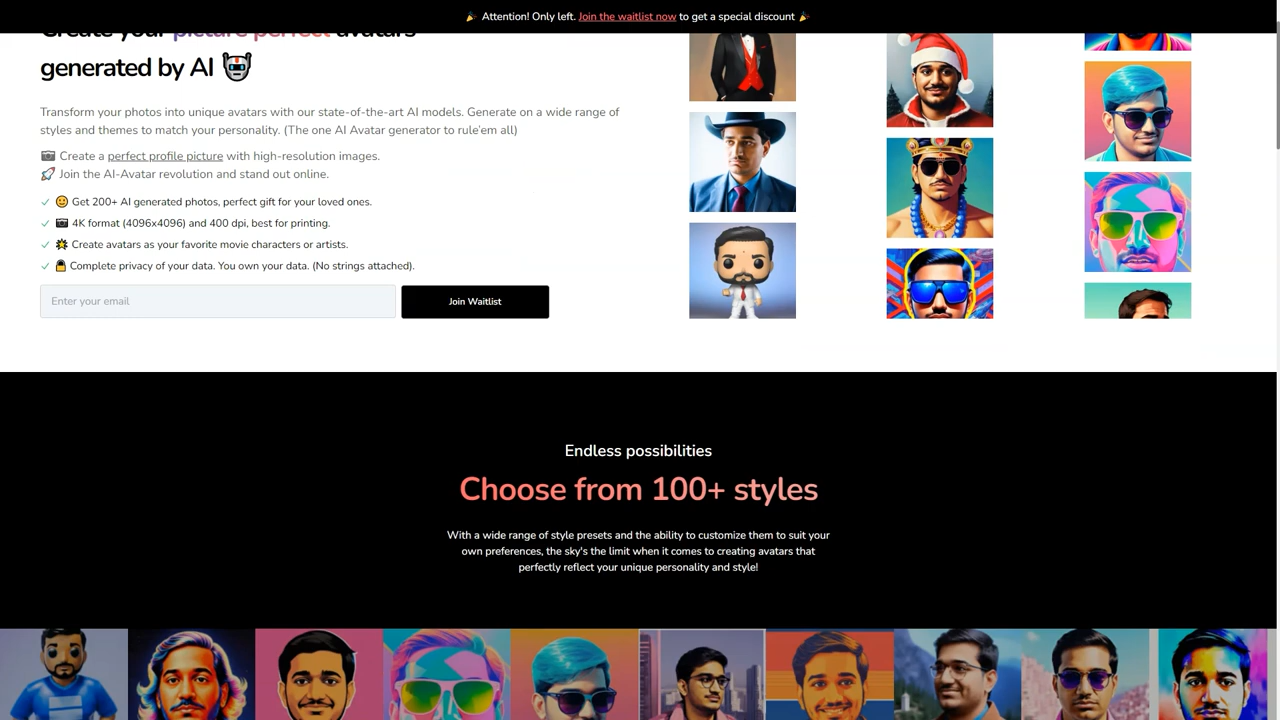 🎉 Attention! Only left. Join the waitlist now to get a special discount 🎉
Create your picture perfect avatars
generated by AI 🤖
Transform your photos into unique avatars with our state-of-the-art AI models. Generate on a wide range of
styles and themes to match your personality. (The one AI Avatar generator to rule'em all)
📷 Create a perfect profile picture with high-resolution images.
🚀 Join the AI-Avatar revolution and stand out online.
✓ 🙂 Get 200+ AI generated photos, perfect gift for your loved ones.
✓ 📷 4K format (4096x4096) and 400 dpi, best for printing.
✓ 💥 Create avatars as your favorite movie characters or artists.
✓ 🔒 Complete privacy of your data. You own your data. (No strings attached).
Enter your email
Join Waitlist
Endless possibilities
Choose from 100+ styles
With a wide range of style presets and the ability to customize them to suit your
own preferences, the sky's the limit when it comes to creating avatars that
perfectly reflect your unique personality and style!